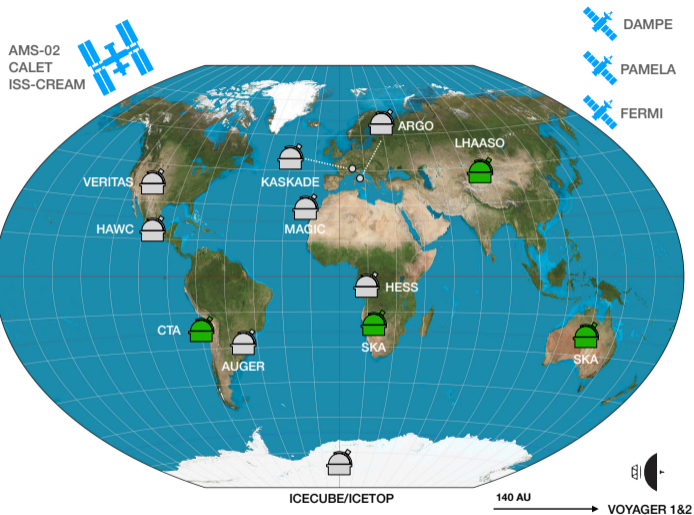 AMS-02
CALET
ISS-CREAM
DAMPE
PAMELA
FERMI
ARGO
LHAASO
KASKADE
VERITAS
MAGIC
HAWC
HESS
CTA
SKA
SKA
AUGER
ICECUBE/ICETOP
140 AU
VOYAGER 1&2